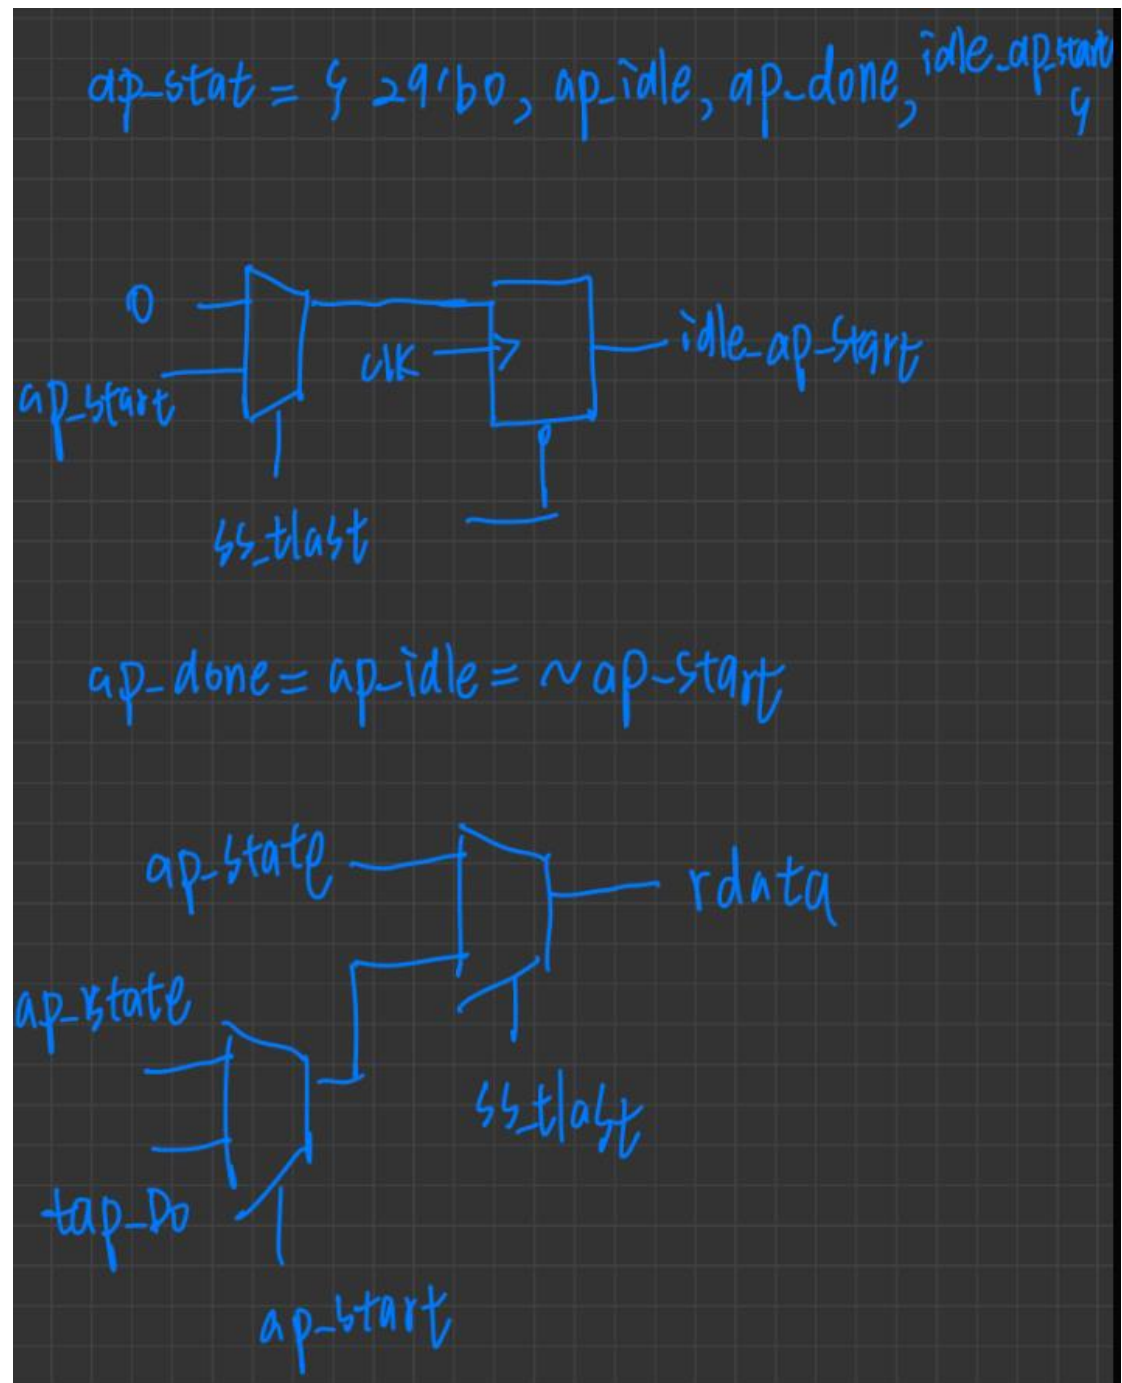 ap_stat = { 29'b0, ap_idle, ap_done, idle_ap_start }
0
ap_start
clk
idle_ap_start
ss_tlast
ap_done = ap_idle = ~ap_start
ap_state
rdata
ap_state
ss_tlast
tap_Do
ap_start